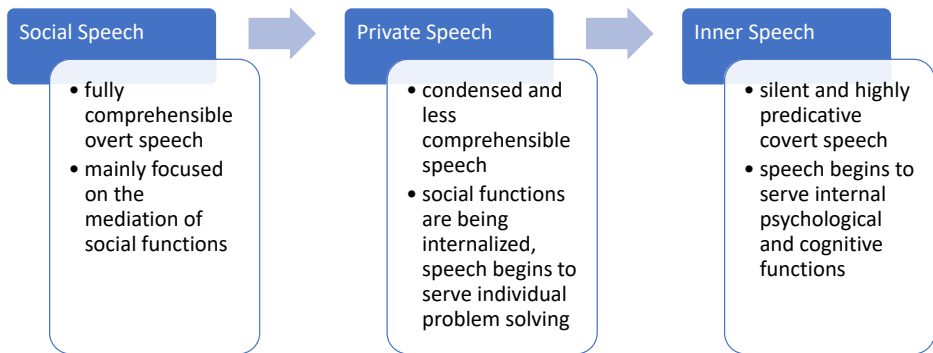 Social Speech
• fully
comprehensible
overt speech
• mainly focused
on the
mediation of
social functions
Private Speech
• condensed and
less
comprehensible
speech
• social functions
are being
internalized,
speech begins to
serve individual
problem solving
Inner Speech
• silent and highly
predicative
covert speech
• speech begins to
serve internal
psychological
and cognitive
functions